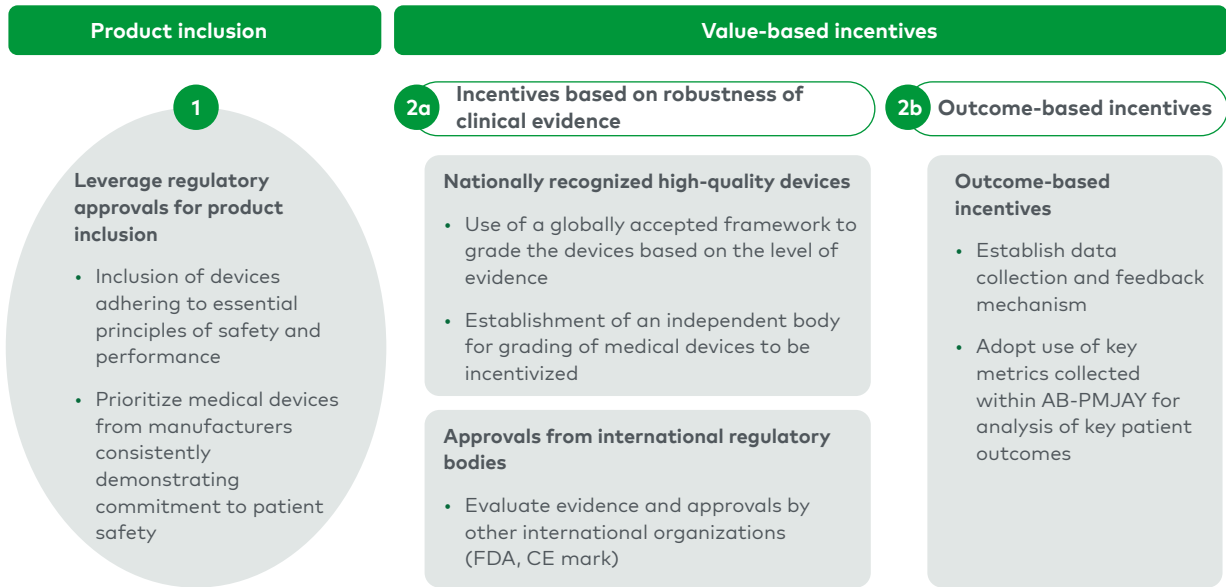 Product inclusion
Value-based incentives
1
Leverage regulatory
approvals for product
inclusion
• Inclusion of devices
adhering to essential
principles of safety and
performance
• Prioritize medical devices
from manufacturers
consistently
demonstrating
commitment to patient
safety
2a
Incentives based on robustness of
clinical evidence
Nationally recognized high-quality devices
• Use of a globally accepted framework to
grade the devices based on the level of
evidence
• Establishment of an independent body
for grading of medical devices to be
incentivized
Approvals from international regulatory
bodies
• Evaluate evidence and approvals by
other international organizations
(FDA, CE mark)
2b
Outcome-based incentives
Outcome-based
incentives
• Establish data
collection and feedback
mechanism
• Adopt use of key
metrics collected
within AB-PMJAY for
analysis of key patient
outcomes